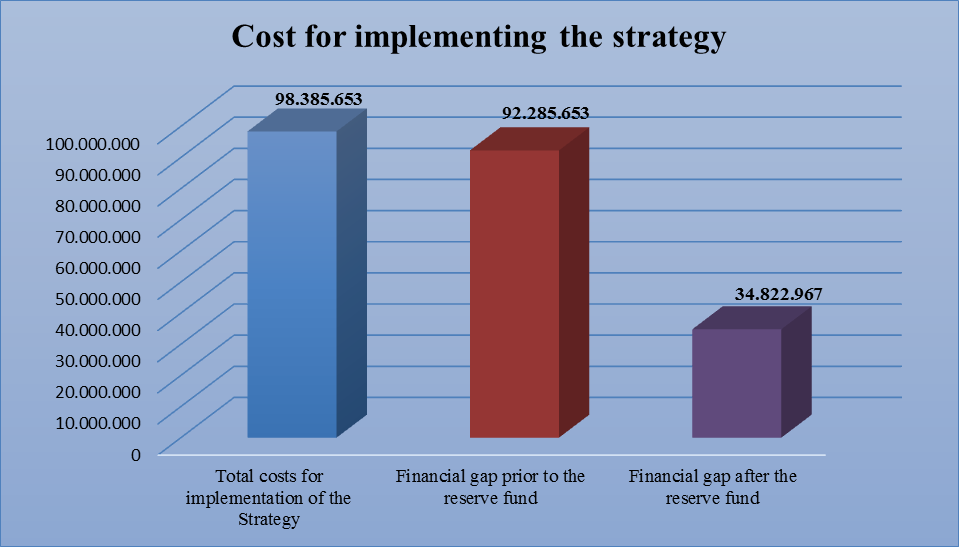 Cost for implementing the strategy
98.385.653
92.285.653
34.822.967
100.000.000
90.000.000
80.000.000
70.000.000
60.000.000
50.000.000
40.000.000
30.000.000
20.000.000
10.000.000
0
Total costs for
implementation of the
Strategy
Financial gap prior to the
reserve fund
Financial gap after the
reserve fund